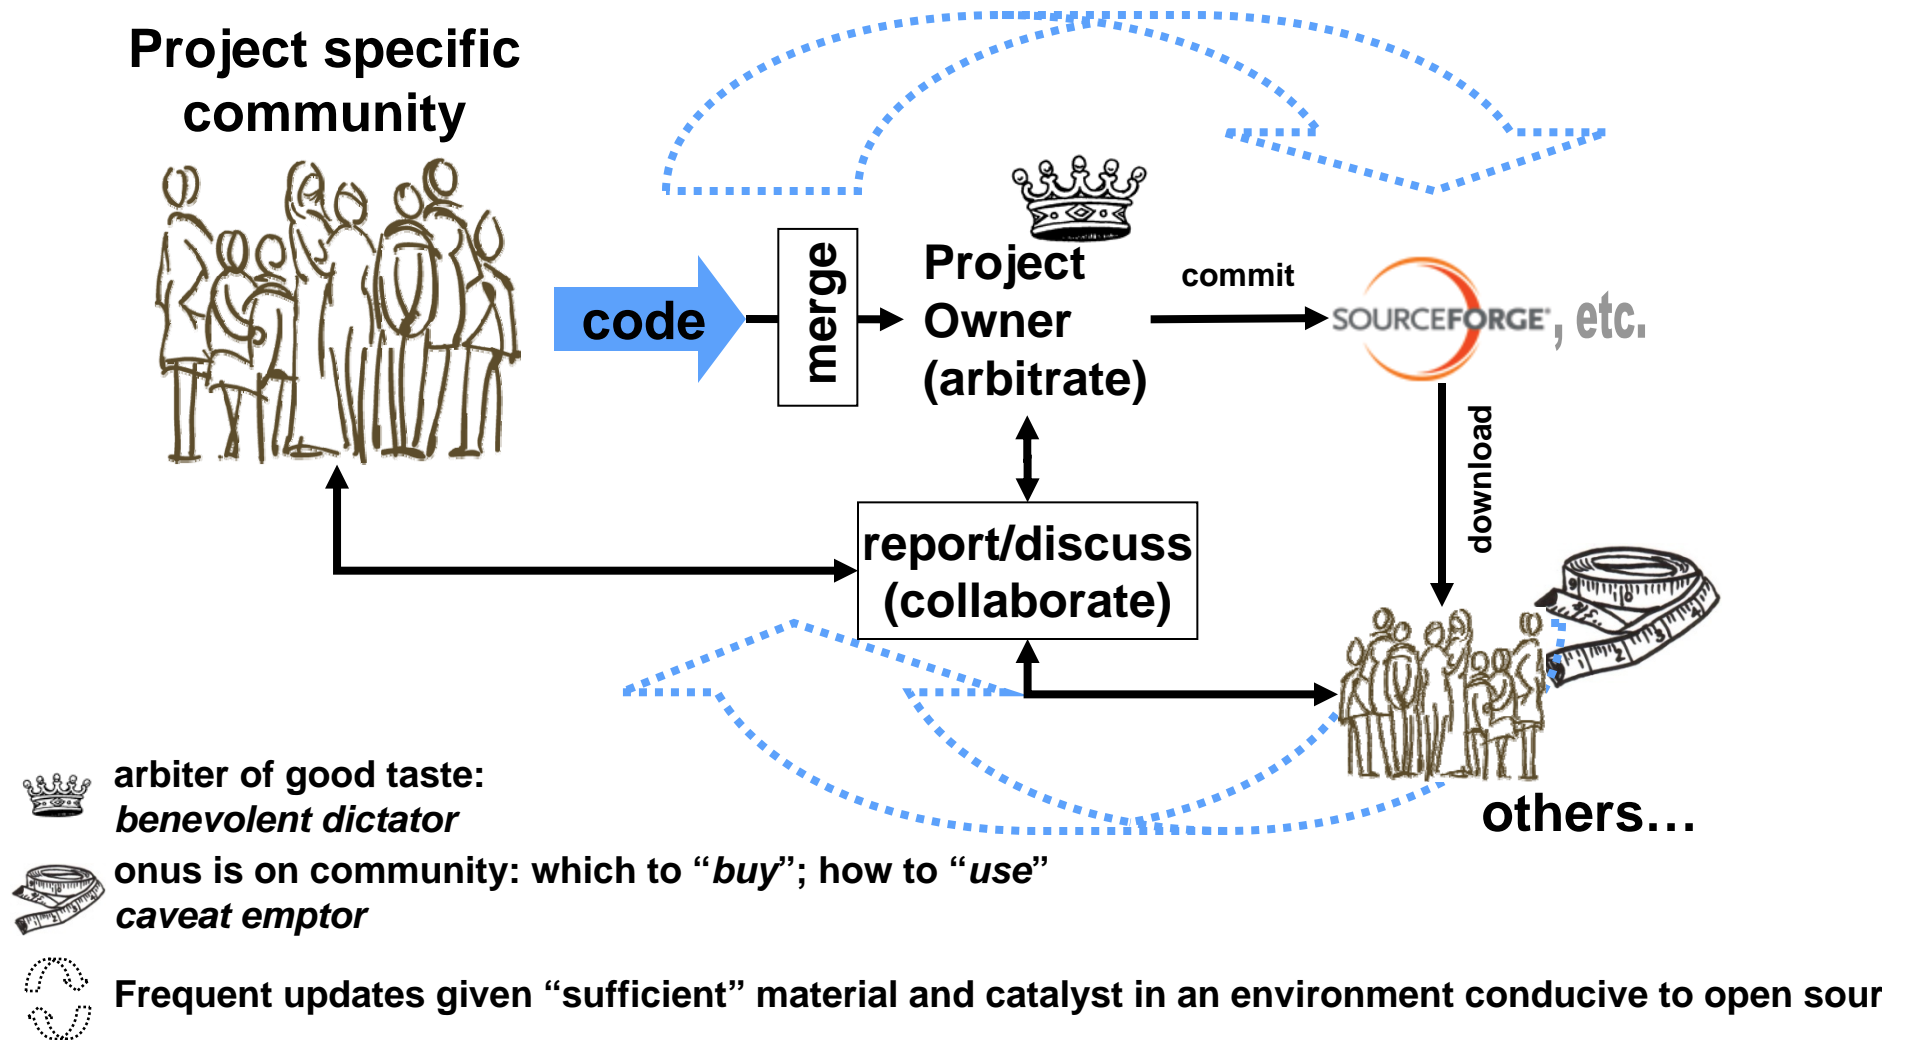 Project specific
community
code
merge
Project
Owner
(arbitrate)
commit
SOURCEFORGE®, etc.
download
report/discuss
(collaborate)
others…
arbiter of good taste:
benevolent dictator
onus is on community: which to “buy”; how to “use”
caveat emptor
Frequent updates given “sufficient” material and catalyst in an environment conducive to open sour